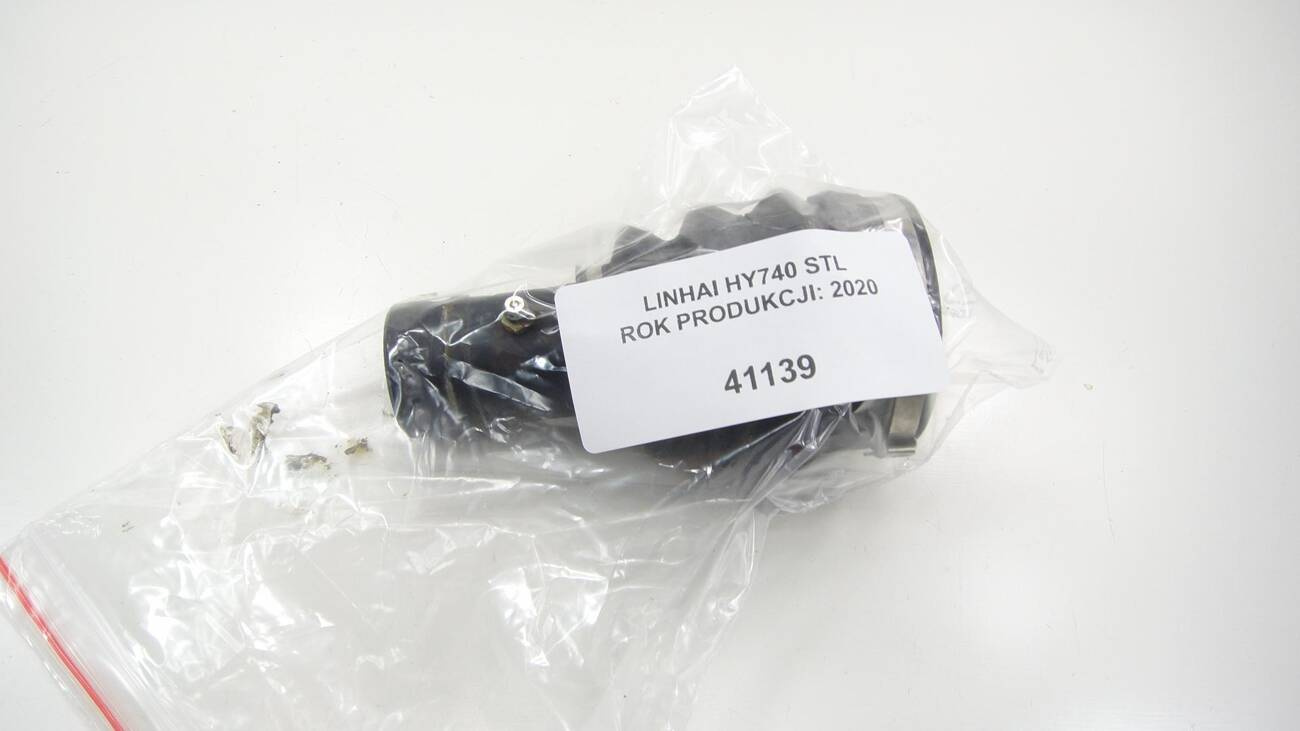 LINHAI HY740 STL
ROK PRODUKCJI: 2020
41139